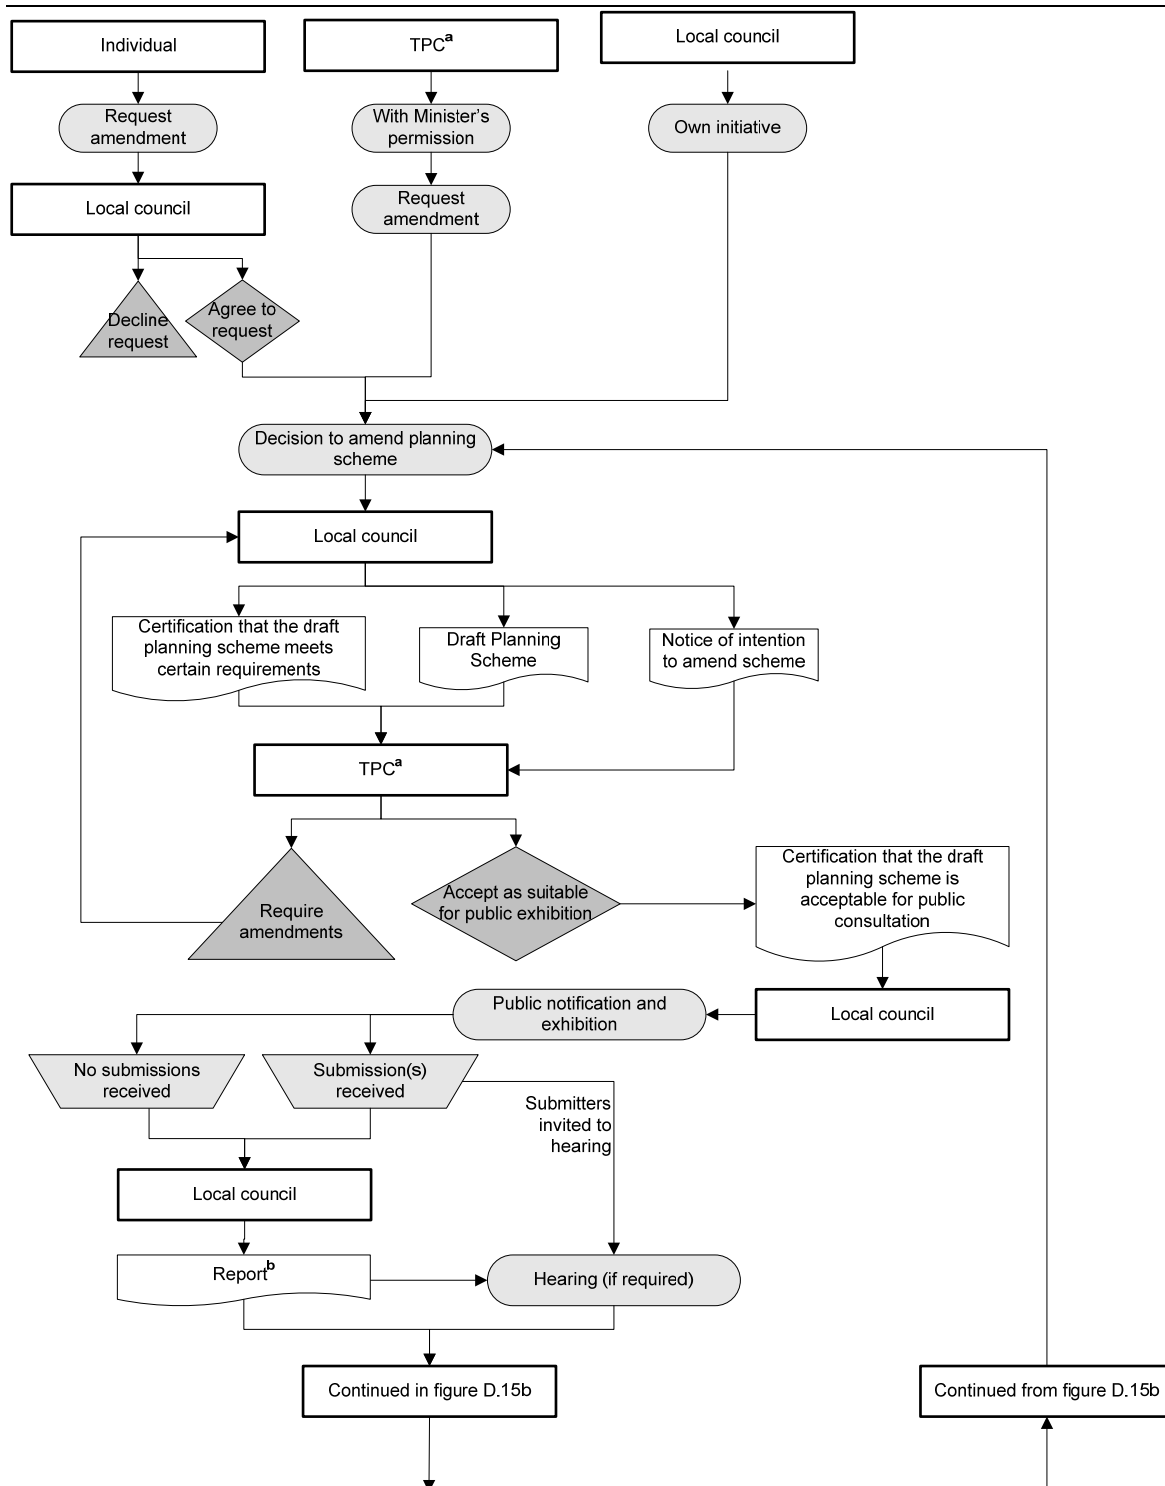 Individual
TPCa
Local council
Request
amendment
With Minister's
permission
Own initiative
Local council
Request
amendment
Decline
request
Agree to
request
Decision to amend planning
scheme
Local council
Certification that the draft
planning scheme meets
certain requirements
Draft Planning
Scheme
Notice of intention
to amend scheme
TPCa
Require
amendments
Accept as suitable
for public exhibition
Certification that the draft
planning scheme is
acceptable for public
consultation
Local council
Public notification and
exhibition
No submissions
received
Submission(s)
received
Submitters
invited to
hearing
Local council
Reportb
Hearing (if required)
Continued in figure D.15b
Continued from figure D.15b